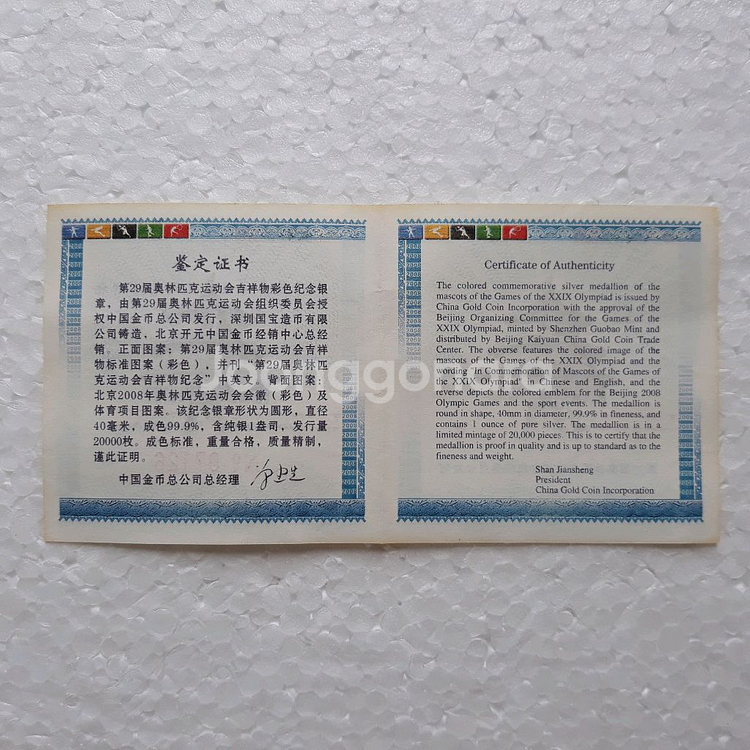 鉴定证书
第29届奥林匹克运动会吉祥物彩色纪念银
章，由第29届奥林匹克运动会组织委员会授
权中国金币总公司发行，深圳国宝造币有限
公司铸造，北京开元中国金币经销中心总经
销。正面图案：第29届奥林匹克运动会吉祥
物标准图案（彩色），并刊“第29届奥林匹
克运动会吉祥物纪念”中英文，背面图案：
北京2008年奥林匹克会会徽（彩色）及
体育项目图案。该纪念银章形状为圆形，直径
40毫米，成色99.9%，含纯银1盎司，发行量
20000枚。成色标准，重量合格，质量精制，
谨此证明。
中国金币总公司总经理
Certificate of Authenticity
The colored commemorative silver medallion of the
mascots of the Games of the XXIX Olympiad is issued by
China Gold Coin Incorporation with the approval of the
Beijing Organizing Committee for the Games of the
XXIX Olympiad, minted by Shenzhen Guobao Mint and
distributed by Beijing Kaiyuan China Gold Coin Trade
Center. The obverse features the colored image of the
mascots of the Games of the XXIX Olympiad and the
wording In Commemoration of Mascots of the Games of
the XXIX Olympiad in Chinese and English, and the
reverse depicts the colored emblem for the Beijing 2008
Olympic Games and the sport events. The medallion is
round in shape, 40mm in diameter, 99.9% in fineness, and
contains 1 ounce of pure silver. The medallion is in a
limited mintage of 20,000 pieces. This is to certify that the
medallion is proof in quality and is up to standard as to the
fineness and weight.
Shan Jiansheng
President
China Gold Coin Incorporation
Joonggonara